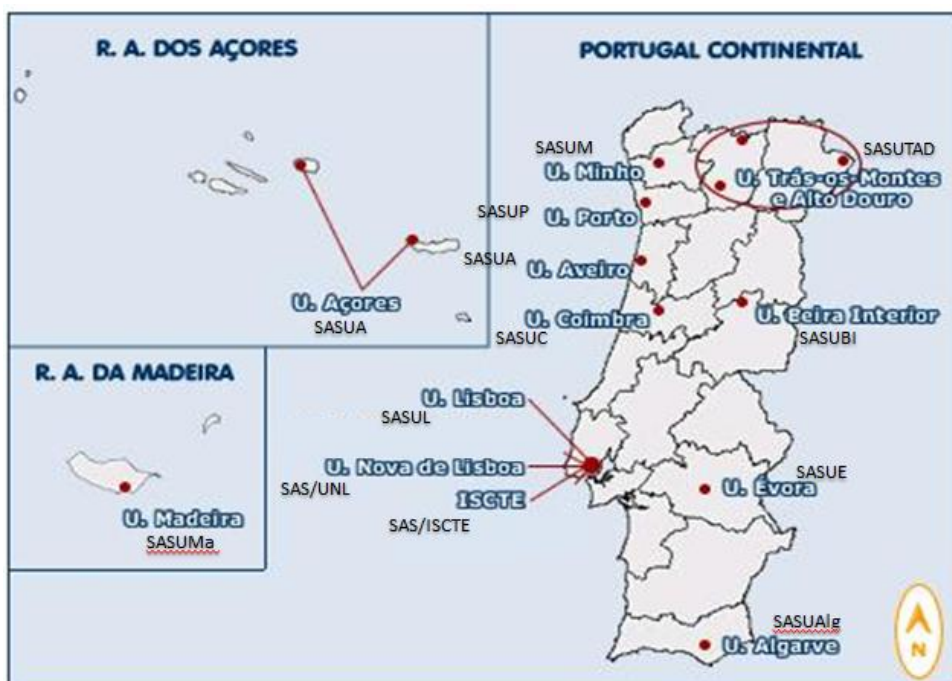 R. A. DOS AÇORES
SASUA
U. Açores
SASUA
R. A. DA MADEIRA
U. Madeira
SASUMa
PORTUGAL CONTINENTAL
SASUM
U. Minho
SASUTAD
U. Trás-os-Montes
e Alto Douro
SASUP
U. Porto
U. Aveiro
U. Coimbra
SASUC
U. Beira Interior
SASUBI
U. Lisboa
SASUL
U. Nova de Lisboa
SAS/UNL
ISCTE
SAS/ISCTE
SASUE
U. Évora
SASUAlg
U. Algarve
N